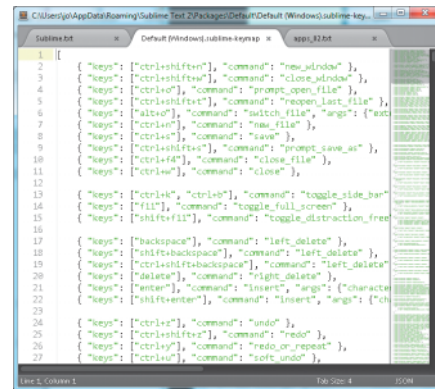 C:\Users\jo\AppData\Roaming\Sublime Text 2\Packages\Default\Default (Windows).sublime-key...
Sublime.txt × Default (Windows).sublime-keymap × apps_82.txt ×
1 [
2 { "keys": ["ctrl+shift+n"], "command": "new_window" },
3 { "keys": ["ctrl+shift+w"], "command": "close_window" },
4 { "keys": ["ctrl+o"], "command": "prompt_open_file" },
5 { "keys": ["ctrl+shift+t"], "command": "reopen_last_file" },
6 { "keys": ["alt+o"], "command": "switch_file", "args": {"ext
7 { "keys": ["ctrl+n"], "command": "new_file" },
8 { "keys": ["ctrl+s"], "command": "save" },
9 { "keys": ["ctrl+shift+s"], "command": "prompt_save_as" },
10 { "keys": ["ctrl+f4"], "command": "close_file" },
11 { "keys": ["ctrl+w"], "command": "close" },
12
13 { "keys": ["ctrl+k", "ctrl+b"], "command": "toggle_side_bar"
14 { "keys": ["f11"], "command": "toggle_full_screen" },
15 { "keys": ["shift+f11"], "command": "toggle_distraction_free
16
17 { "keys": ["backspace"], "command": "left_delete" },
18 { "keys": ["shift+backspace"], "command": "left_delete" },
19 { "keys": ["ctrl+shift+backspace"], "command": "left_delete"
20 { "keys": ["delete"], "command": "right_delete" },
21 { "keys": ["enter"], "command": "insert", "args": {"character
22 { "keys": ["shift+enter"], "command": "insert", "args": {"cha
23
24 { "keys": ["ctrl+z"], "command": "undo" },
25 { "keys": ["ctrl+shift+z"], "command": "redo" },
26 { "keys": ["ctrl+y"], "command": "redo_or_repeat" },
27 { "keys": ["ctrl+u"], "command": "soft_undo" },
Line 1, Column 1 Tab Size: 4 JSON